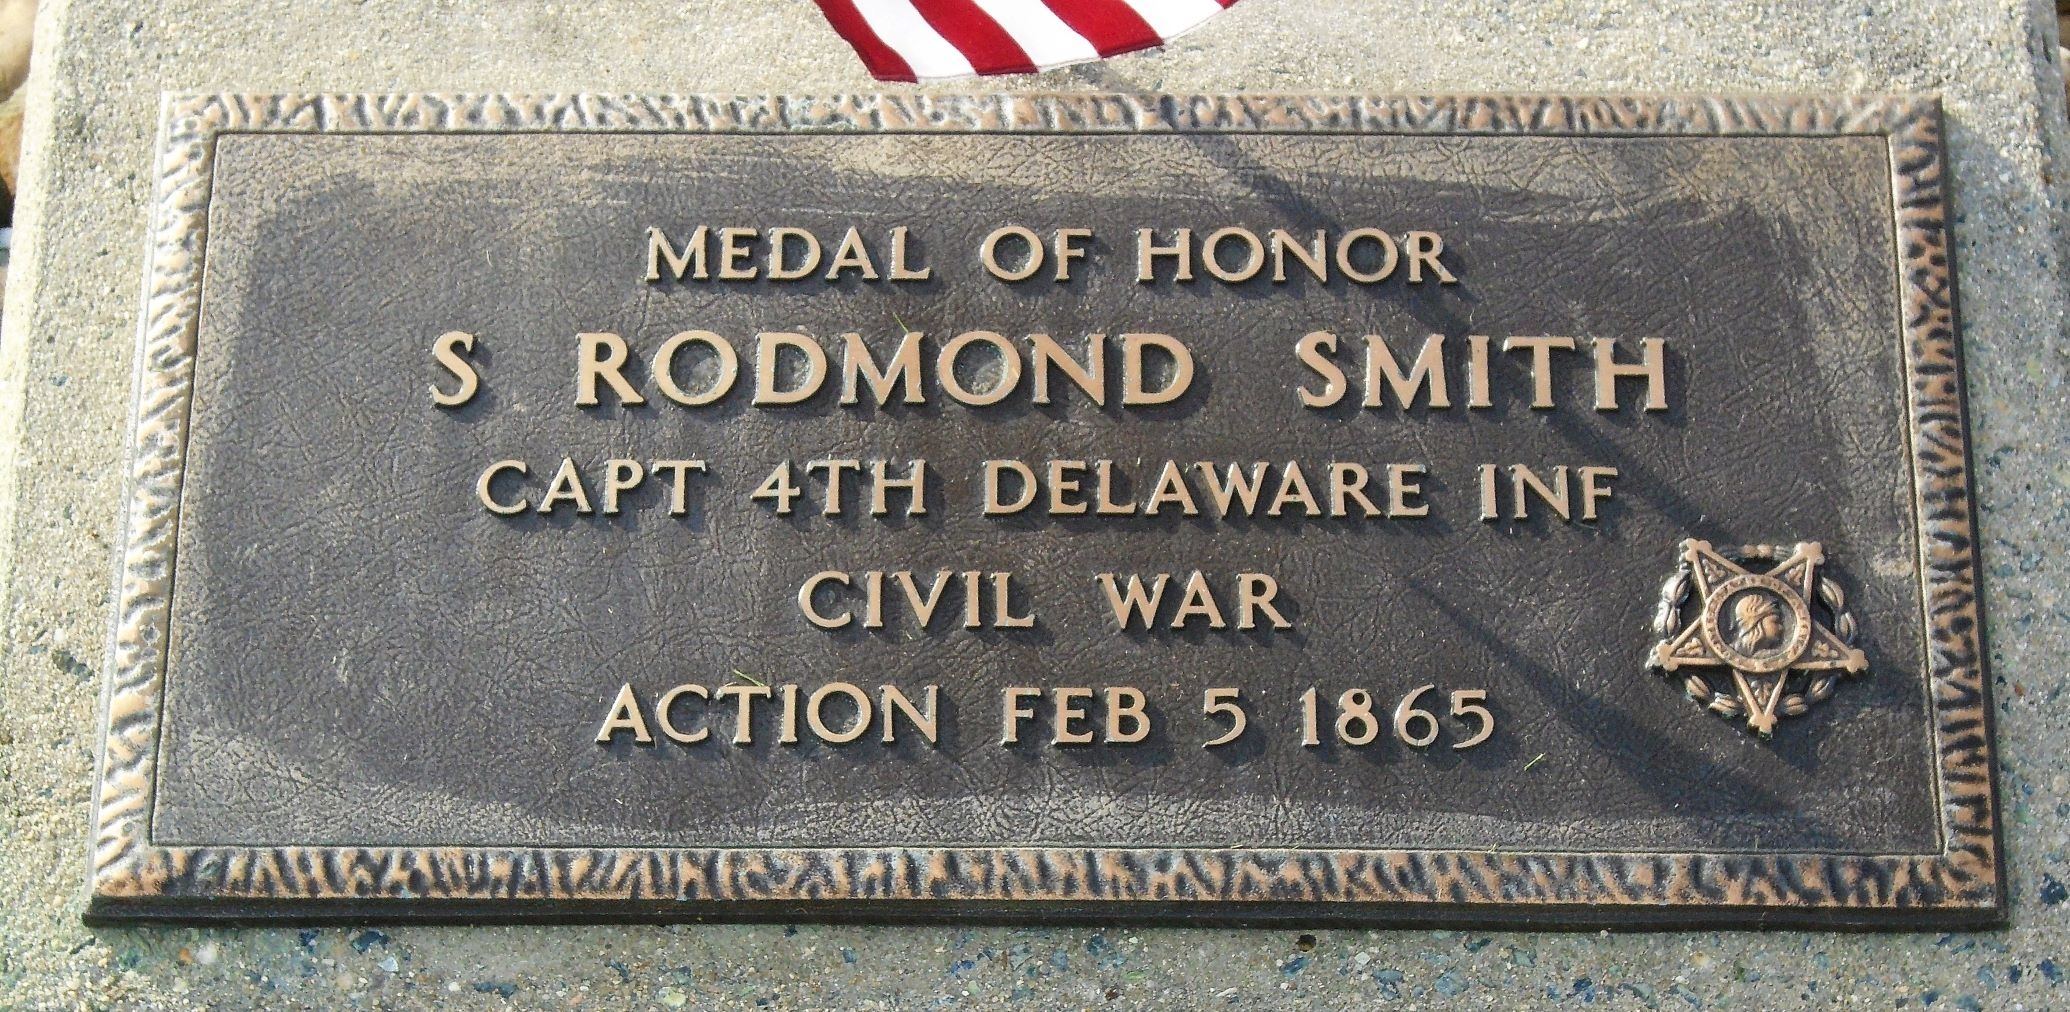 MEDAL OF HONOR
S RODMOND SMITH
CAPT 4TH DELAWARE INF
CIVIL WAR
ACTION FEB 5 1865